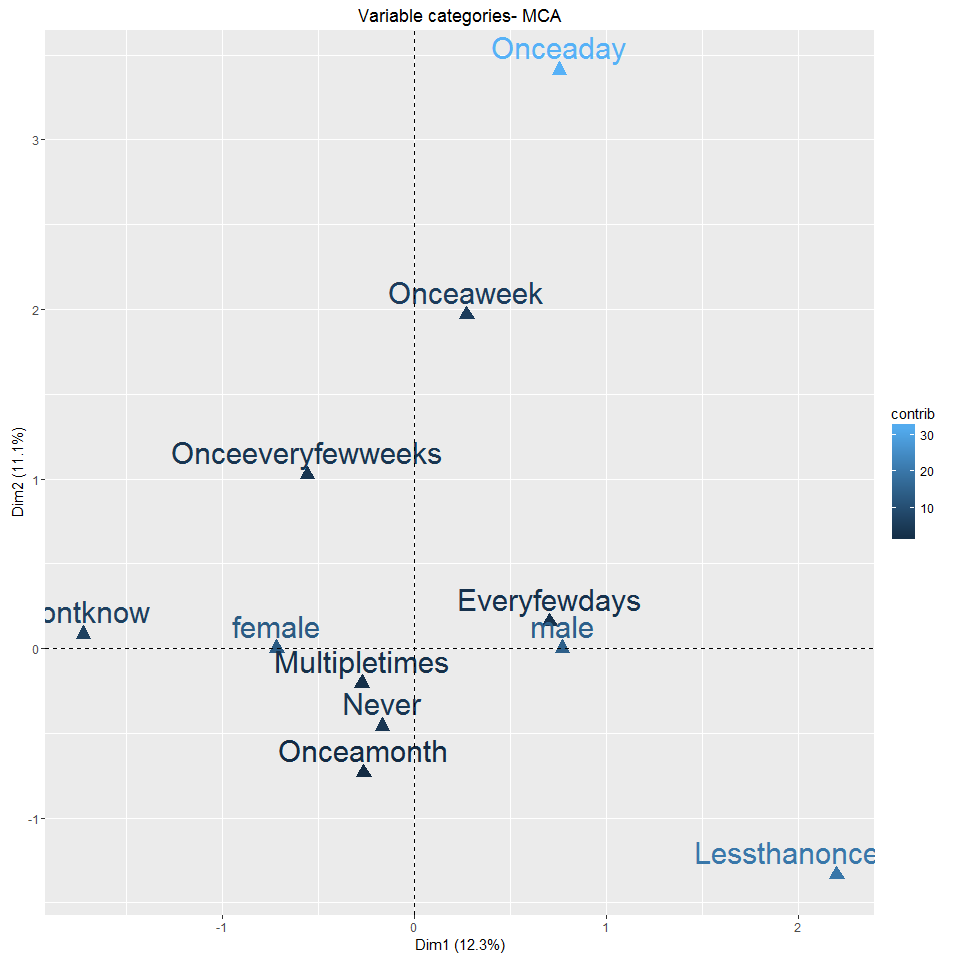 Variable categories- MCA
Onceaday
3
Onceaweek
2
contrib
30
Onceeveryfewweeks
20
Dim2 (11.1%)
1
10
Everyfewdays
ontknow
female
male
0
Multipletimes
Never
Onceamonth
-1
Lessthanonce
-1
0
1
2
Dim1 (12.3%)